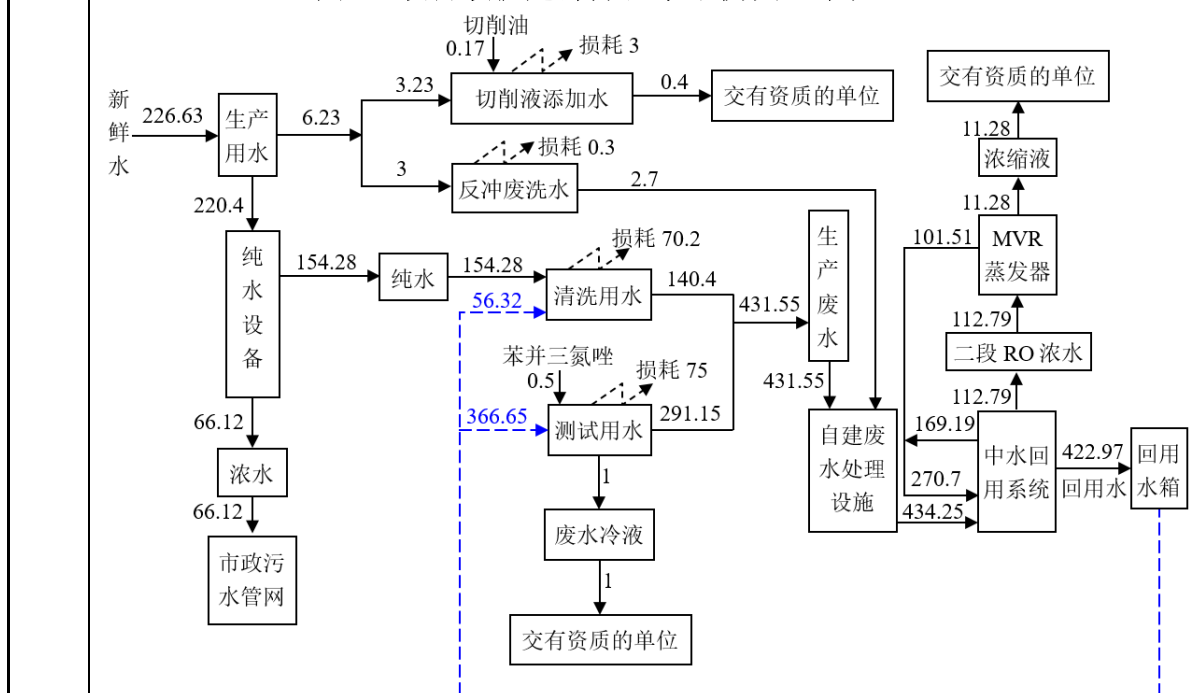 切削油
0.17
损耗 3
新鲜水
226.63
生产用水
6.23
3.23
切削液添加水
0.4
交有资质的单位
交有资质的单位
11.28
浓缩液
11.28
损耗 0.3
3
反冲废洗水
2.7
220.4
纯水设备
154.28
纯水
154.28
损耗 70.2
清洗用水
140.4
56.32
431.55
生产废水
431.55
101.51
MVR
蒸发器
112.79
二段 RO 浓水
112.79
苯并三氮唑
0.5
损耗 75
366.65
测试用水
291.15
66.12
浓水
66.12
市政污
水管网
1
废水冷液
1
交有资质的单位
自建废
水处理
设施
169.19
270.7
434.25
中水回
用系统
422.97
回用水
回用
水箱